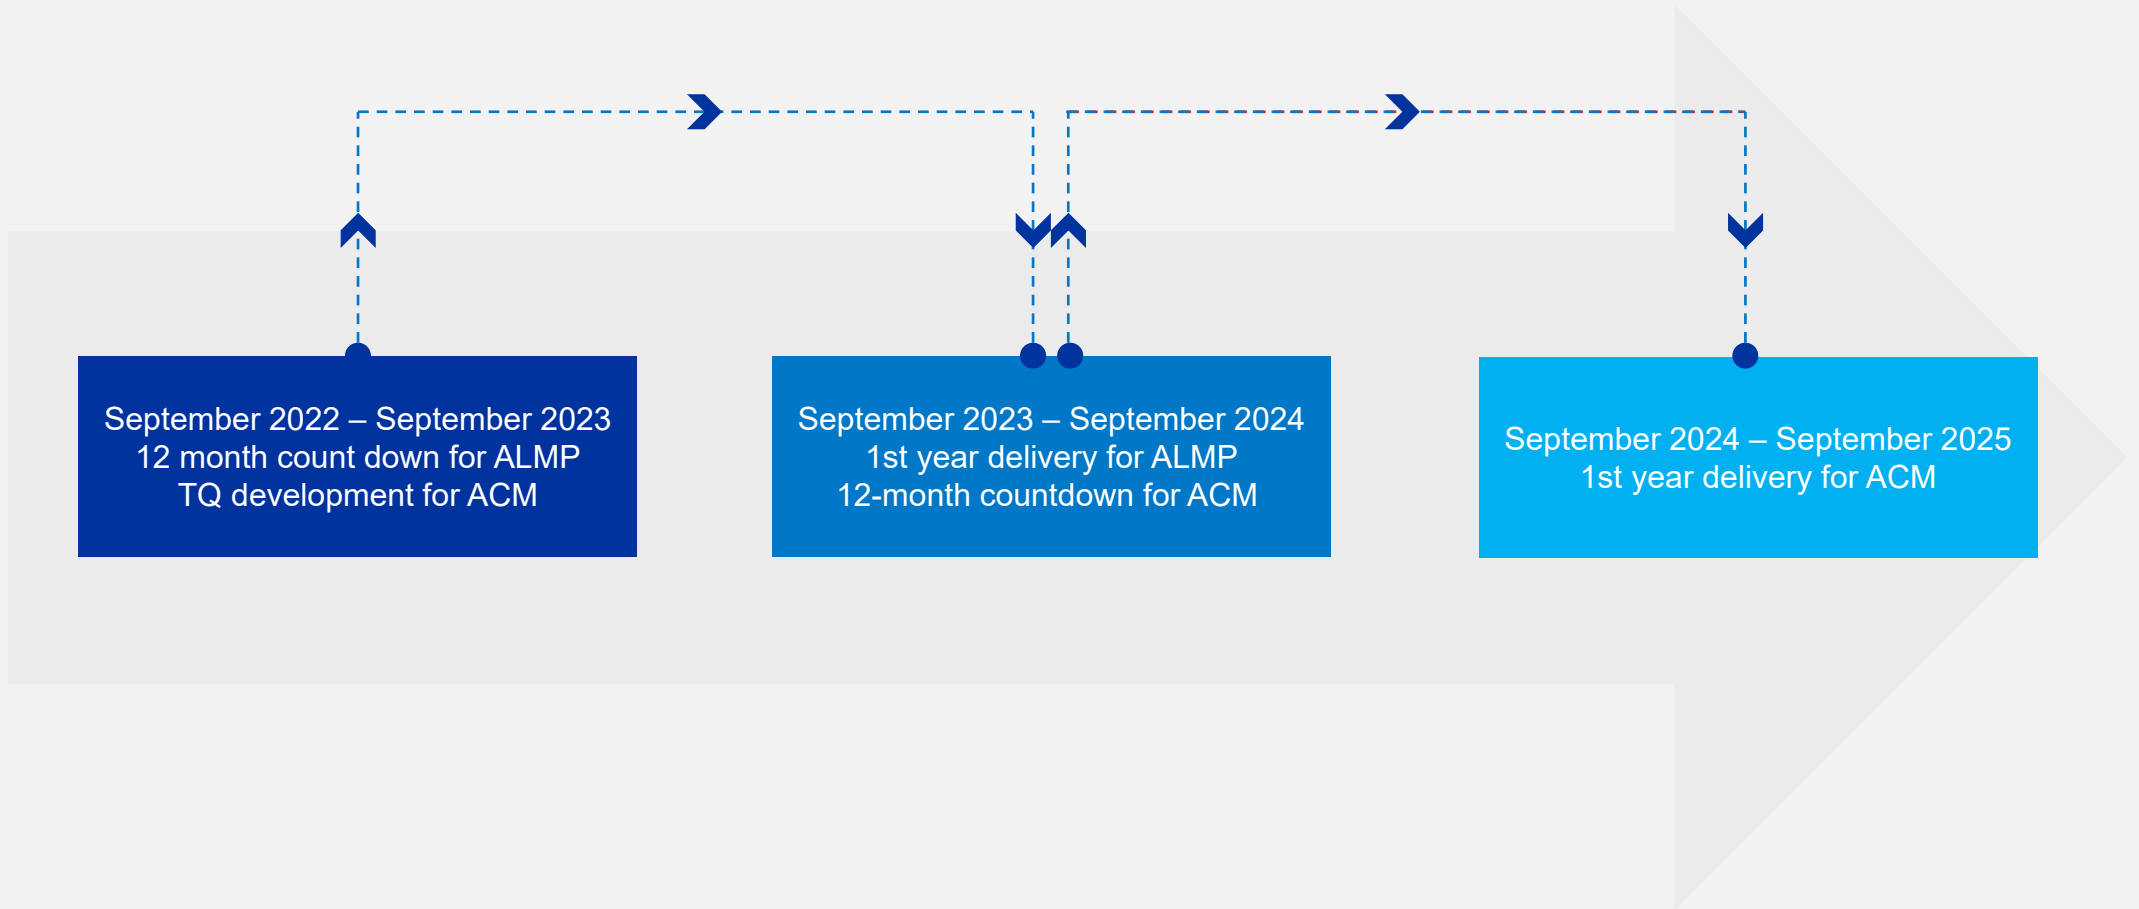 September 2022 – September 2023
12 month count down for ALMP
TQ development for ACM
September 2023 – September 2024
1st year delivery for ALMP
12-month countdown for ACM
September 2024 – September 2025
1st year delivery for ACM